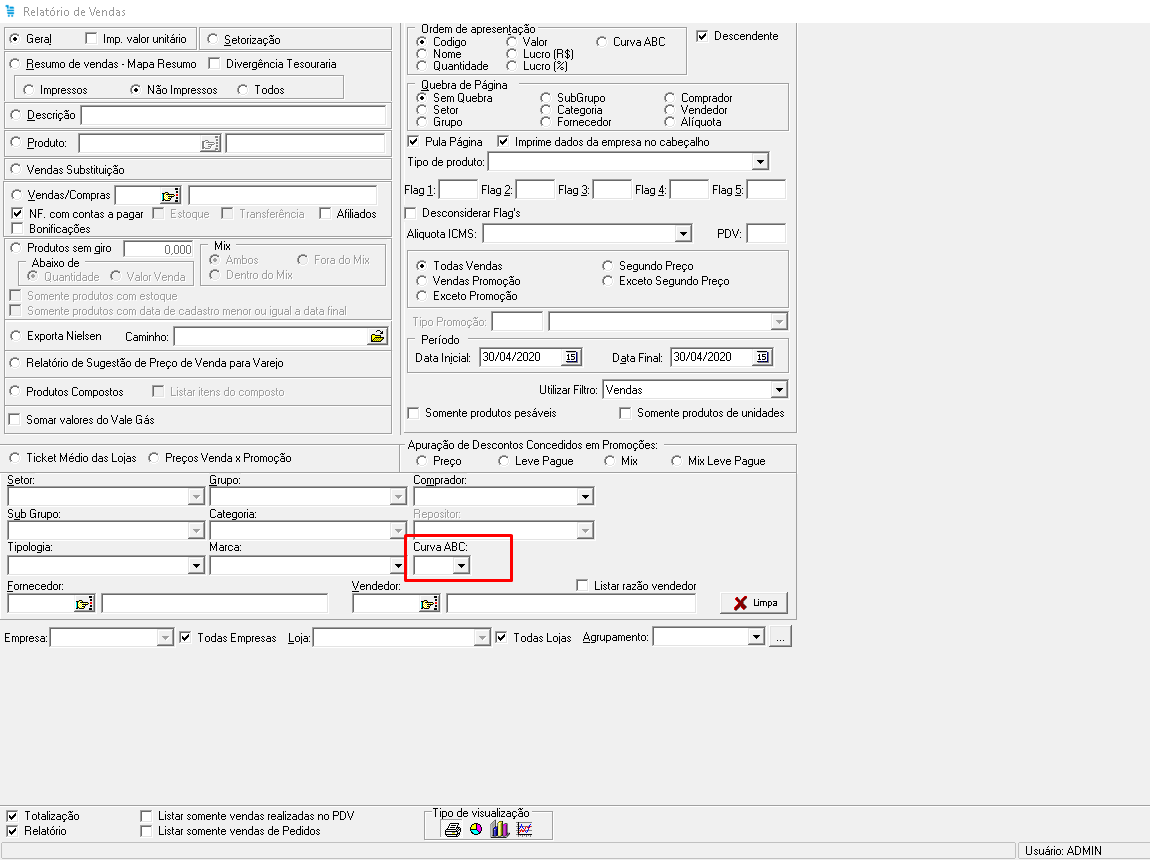 Relatório de Vendas
Geral
Imp. valor unitário
Setorização
Resumo de vendas - Mapa Resumo
Divergência Tesouraria
Impressos
Não Impressos
Todos
Descrição
Produto:
Vendas Substituição
Vendas/Compras
NF. com contas a pagar
Estoque
Transferência
Afiliados
Bonificações
Produtos sem giro
0,000
Abaixo de
Quantidade
Valor Venda
Mix
Ambos
Fora do Mix
Dentro do Mix
Somente produtos com estoque
Somente produtos com data de cadastro menor ou igual a data final
Exporta Nielsen
Caminho:
Relatório de Sugestão de Preço de Venda para Varejo
Produtos Compostos
Listar itens do composto
Somar valores do Vale Gás
Ordem de apresentação
Codigo
Valor
Curva ABC
Nome
Lucro (R$)
Quantidade
Lucro (%)
Descendente
Quebra de Página
Sem Quebra
SubGrupo
Comprador
Setor
Categoria
Vendedor
Grupo
Fornecedor
Alíquota
Pula Página
Imprime dados da empresa no cabeçalho
Tipo de produto:
Flag 1:
Flag 2:
Flag 3:
Flag 4:
Flag 5:
Desconsiderar Flag's
Aliquota ICMS:
PDV:
Todas Vendas
Segundo Preço
Vendas Promoção
Exceto Segundo Preço
Exceto Promoção
Tipo Promoção:
Período
Data Inicial:
30/04/2020
15
Data Final:
30/04/2020
15
Utilizar Filtro:
Vendas
Somente produtos pesáveis
Somente produtos de unidades
Ticket Médio das Lojas
Preços Venda x Promoção
Apuração de Descontos Concedidos em Promoções:
Preço
Leve Pague
Mix
Mix Leve Pague
Setor:
Grupo:
Comprador:
Sub Grupo:
Categoria:
Repositor:
Tipologia:
Marca:
Curva ABC:
Fornecedor:
Vendedor:
Listar razão vendedor
Limpa
Empresa:
Todas Empresas
Loja:
Todas Lojas
Agrupamento:
...
Totalização
Listar somente vendas realizadas no PDV
Relatório
Listar somente vendas de Pedidos
Tipo de visualização
Usuário: ADMIN